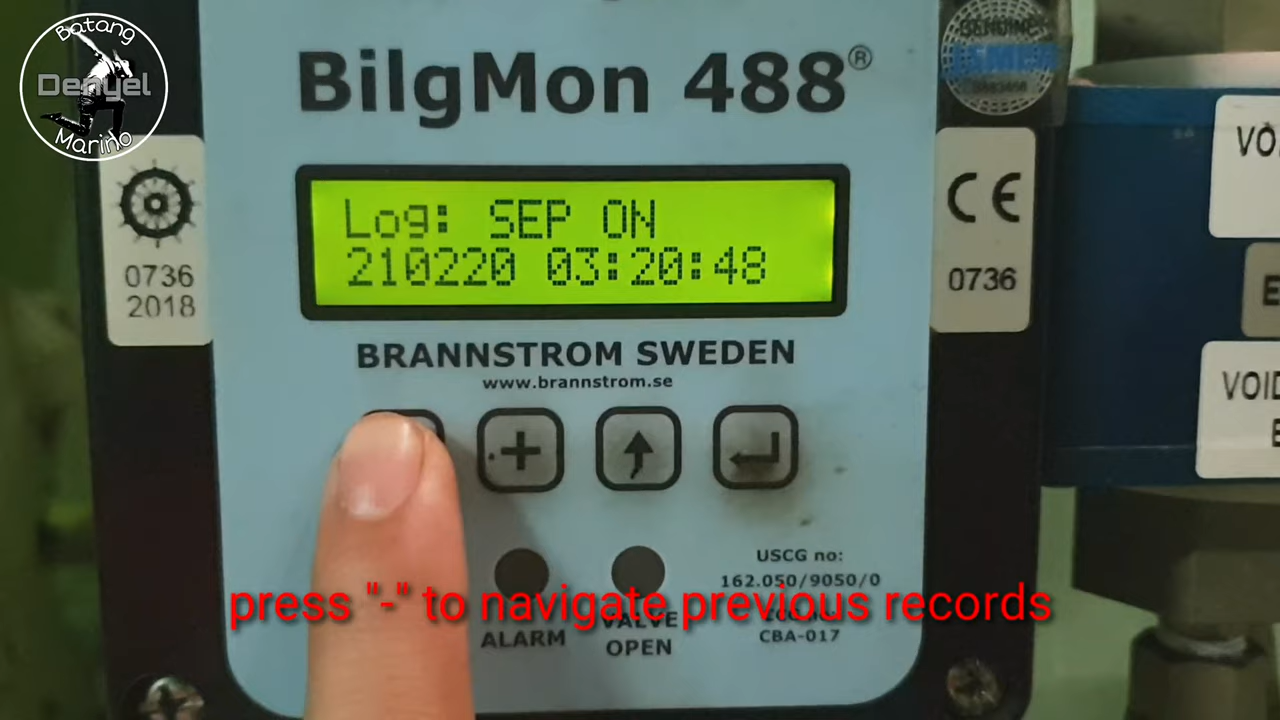 Batang
Denyel
Marino
BilgMon 488®
GENUINE
0736
2018
Log: SEP ON
210220 03:20:48
CE
0736
BRANNSTROM SWEDEN
www.brannstrom.se
+
USCG no:
162.050/9050/0
press "-" to navigate previous records
ALARM
VALVE
OPEN
CBA-017
VOID